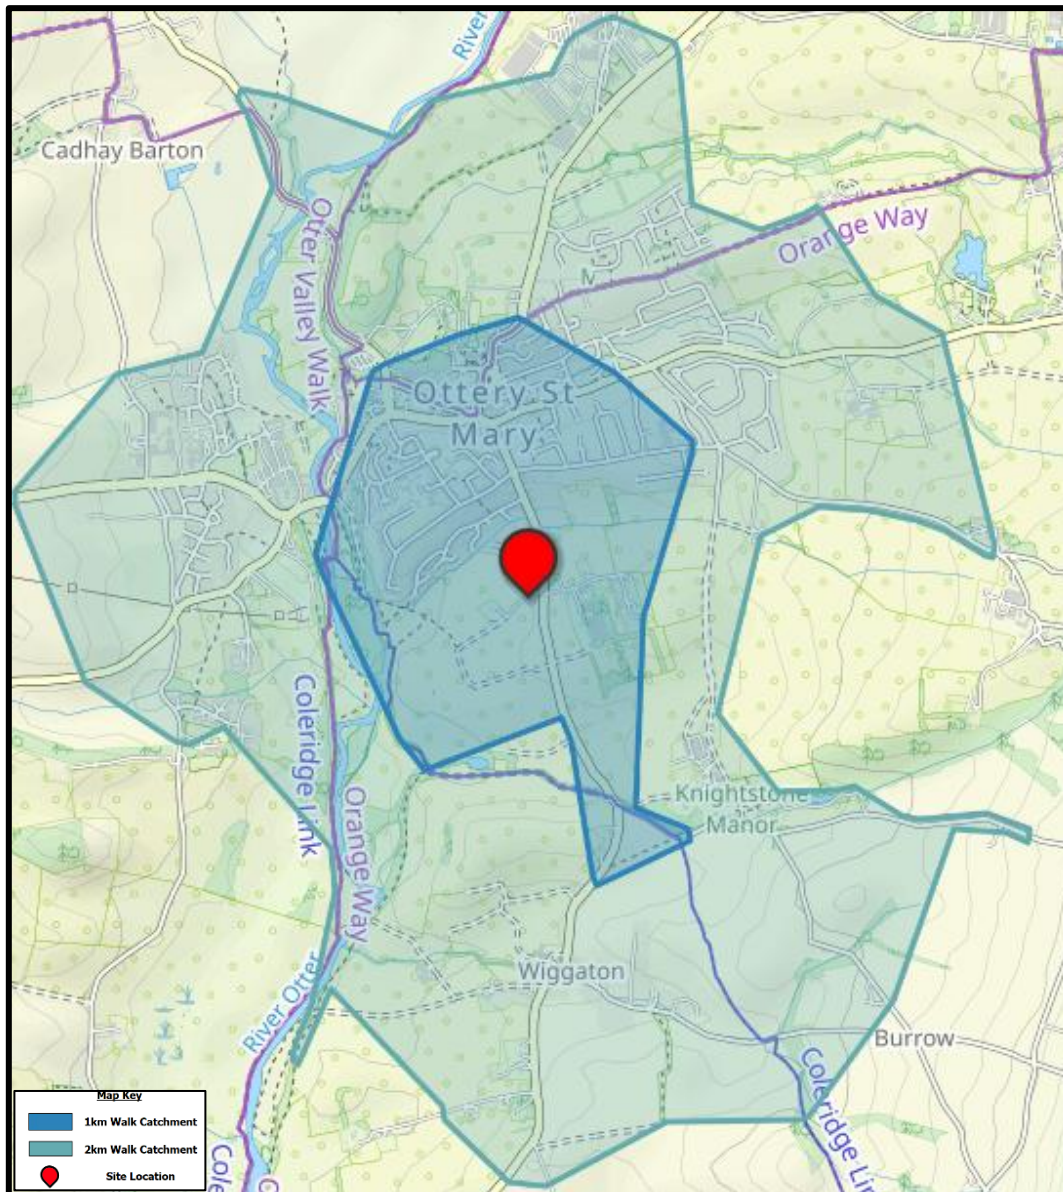 River
Cadhay Barton
Otter Valley Walk
Orange Way
Ottery St
Mary
Coleridge Link
Orange Way
Knightstone
Manor
Wiggaton
River Otter
Burrow
Coleridge Lin
Cole
Map Key
1km Walk Catchment
2km Walk Catchment
Site Location